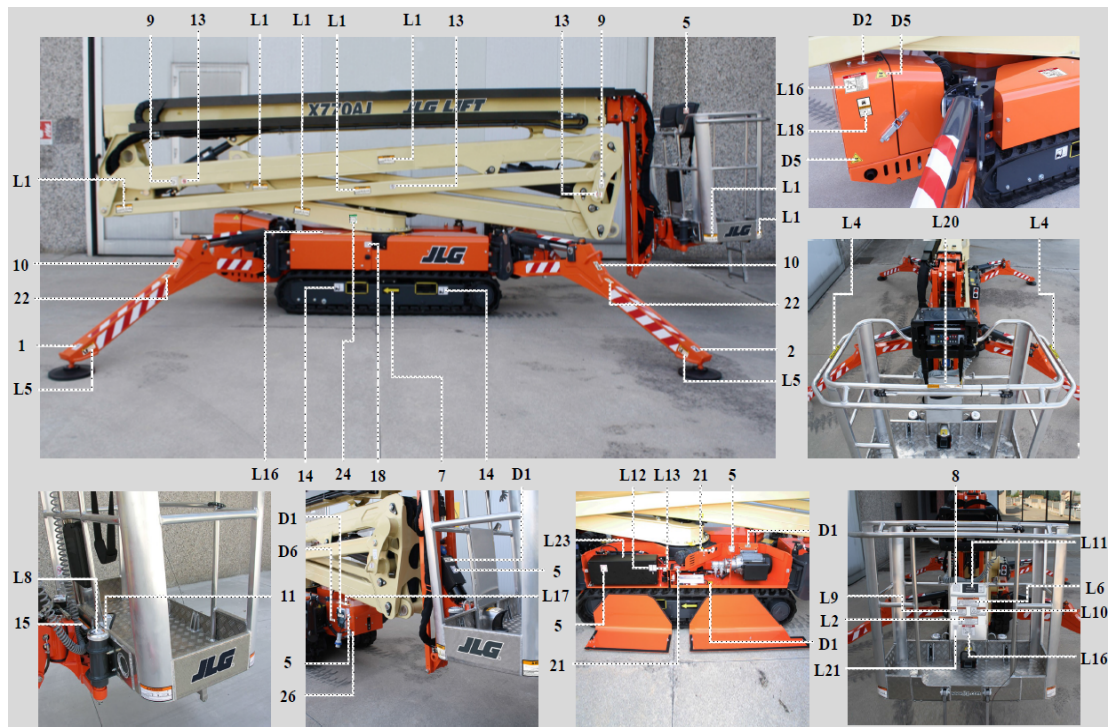 9 13 L1 L1 L1 L1 13 13 9 5
X770AJ JLG LIFT
L1
L1
L1
10
22
1
L5
JLG
JLG
10
22
2
L5
L16 14 24 18 7 14 D1
D2 D5
L16
L18
D5
L4 L20 L4
L8
15
11
JLG
D1
D6
5
26
5
L17
JLG
L12 L13 21 5
L23
5
21
D1
D1
8
L9
L2
L21
L11
L6
L10
L16